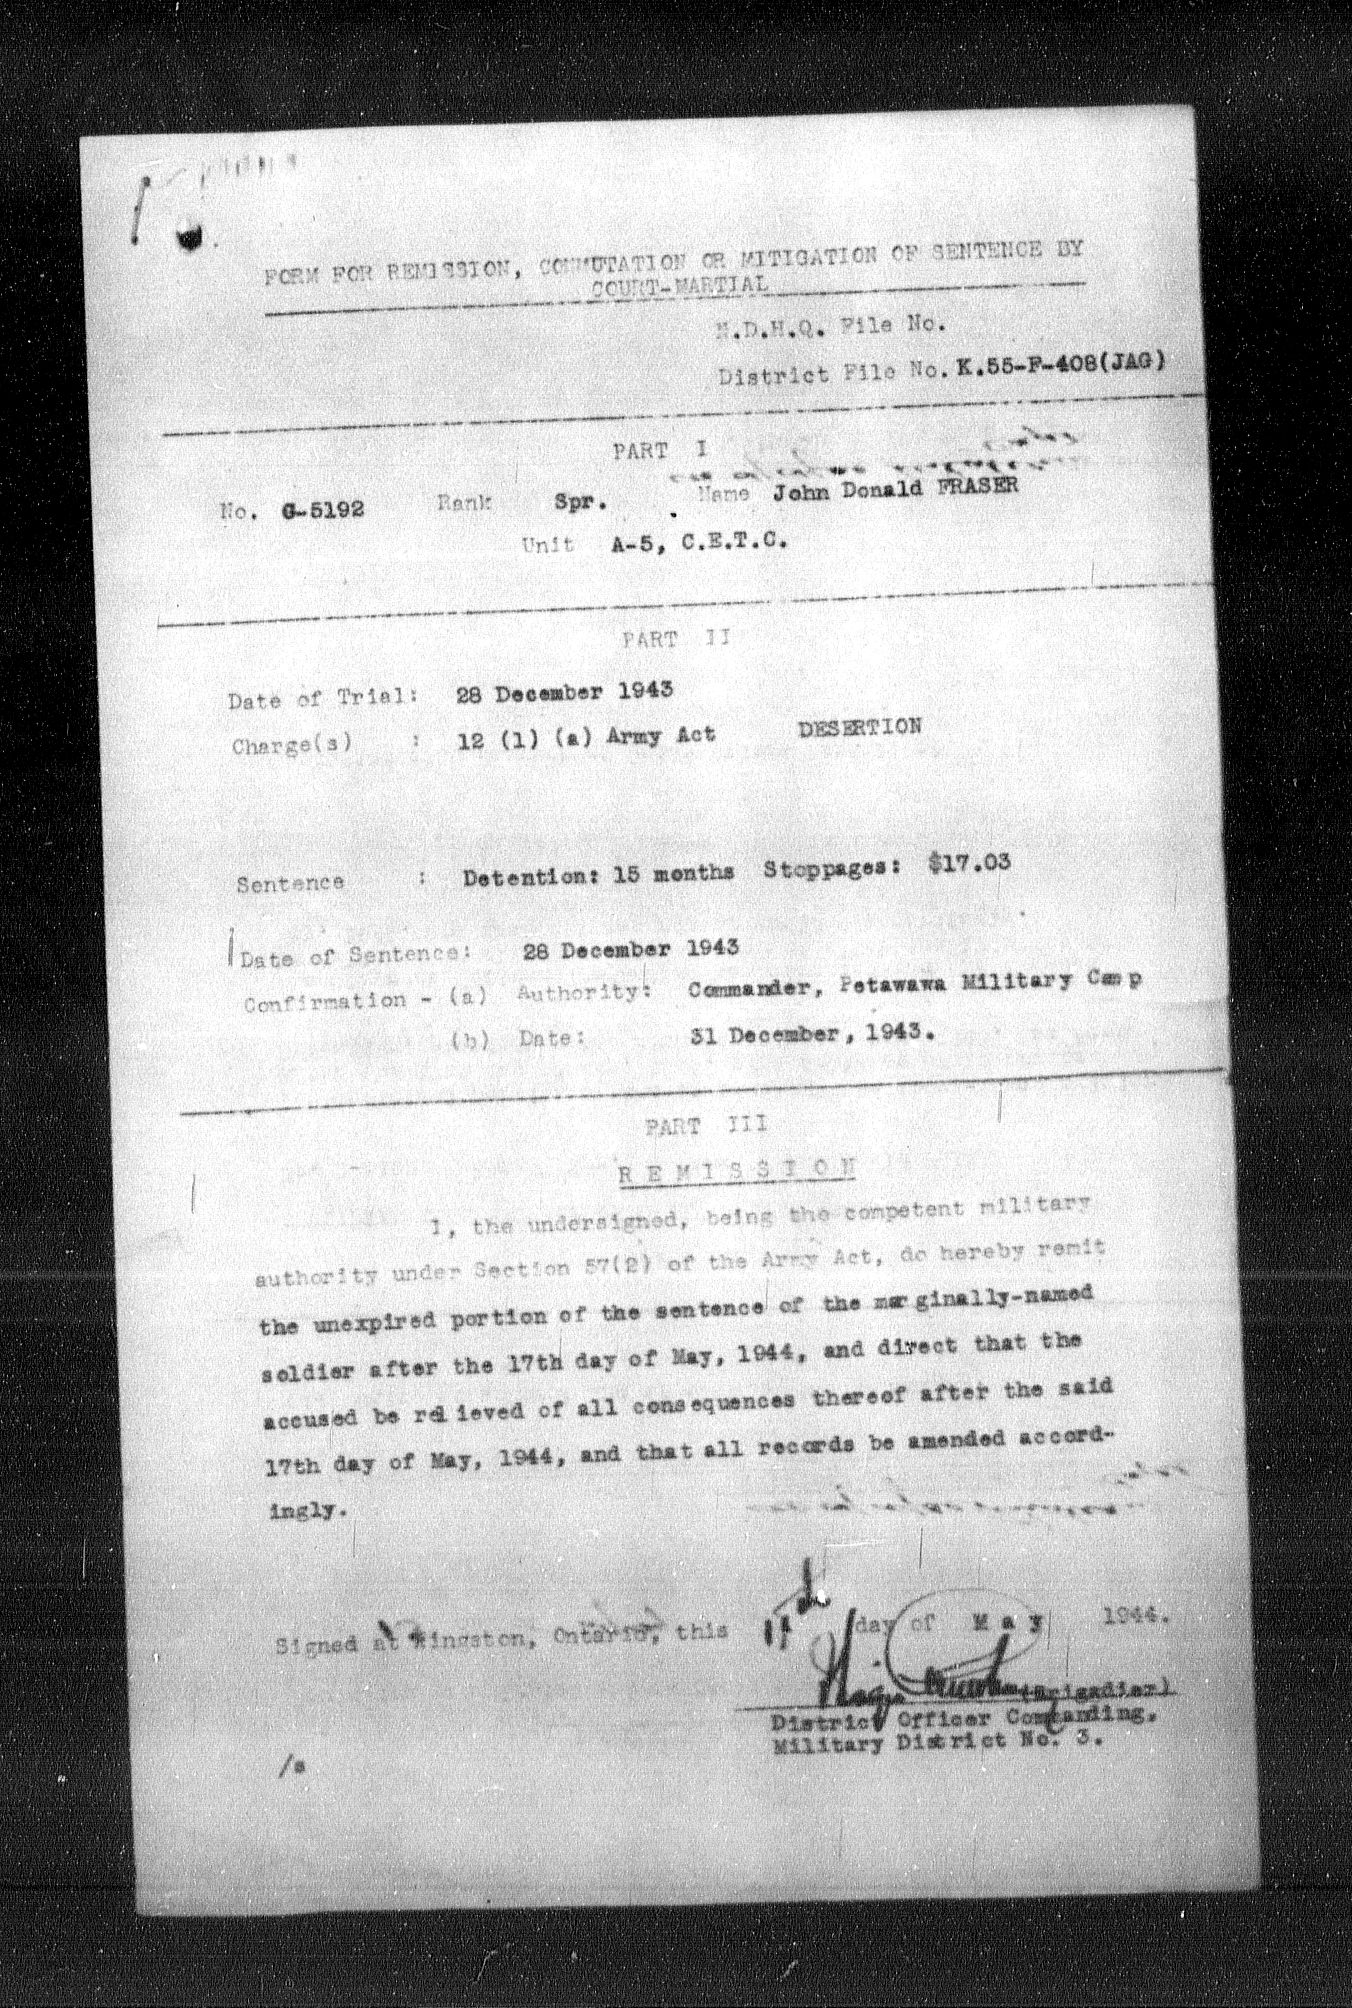 FORM FOR REMISSION, COMMUTATION OR MITIGATION OF SENTENCE BY
COURT-MARTIAL
N.D.H.Q. File No.
District File No. K.55-F-408(JAG)
PART I
No. G-5192 Rank Spr. Name John Donald FRASER
Unit A-5, C.E.T.C.
PART II
Date of Trial: 28 December 1943
Charge(s) : 12 (1) (a) Army Act DESERTION
Sentence : Detention: 15 months Stoppages: $17.03
Date of Sentence: 28 December 1943
Confirmation - (a) Authority: Commander, Petawawa Military Camp
(b) Date: 31 December, 1943.
PART III
REMISSION
I, the undersigned, being the competent military
authority under Section 57(2) of the Army Act, do hereby remit
the unexpired portion of the sentence of the marginally-named
soldier after the 17th day of May, 1944, and direct that the
accused be relieved of all consequences thereof after the said
17th day of May, 1944, and that all records be amended accord-
ingly.
Signed at Kingston, Ontario, this day of May 1944.
(Brigadier)
District Officer Commanding,
Military District No. 3.
/s